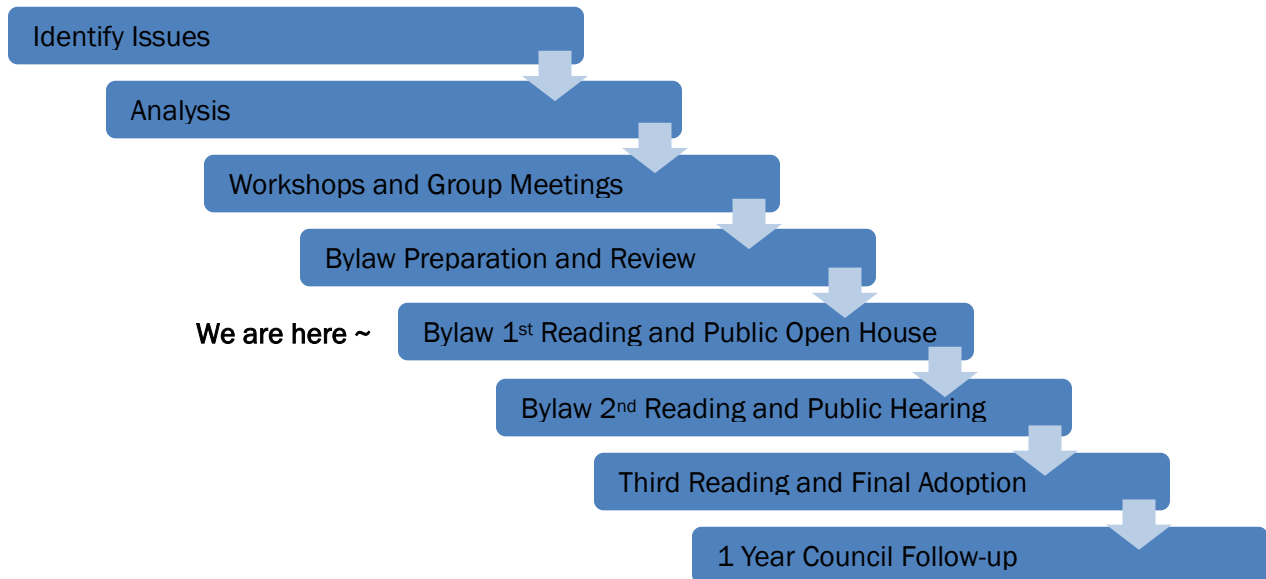 Identify Issues
Analysis
Workshops and Group Meetings
Bylaw Preparation and Review
We are here ~ Bylaw 1st Reading and Public Open House
Bylaw 2nd Reading and Public Hearing
Third Reading and Final Adoption
1 Year Council Follow-up